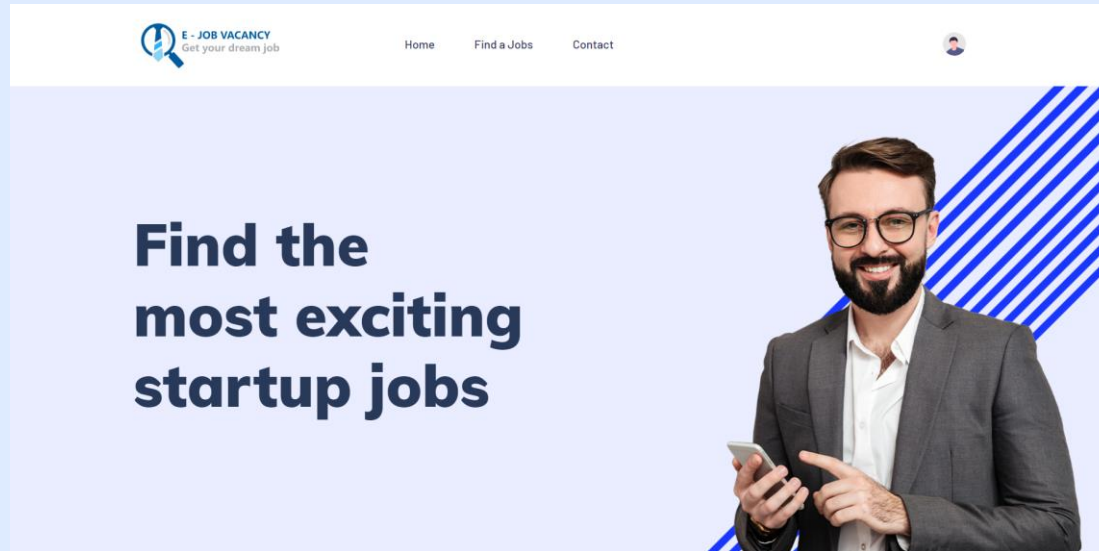 E - JOB VACANCY
Get your dream job
Home
Find a Jobs
Contact
Find the
most exciting
startup jobs